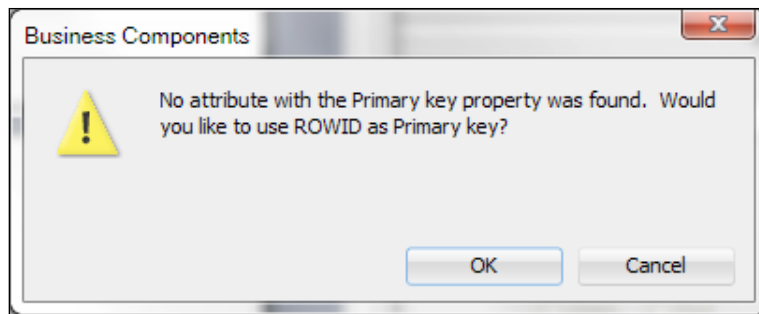 Business Components
No attribute with the Primary key property was found. Would
you like to use ROWID as Primary key?
OK
Cancel